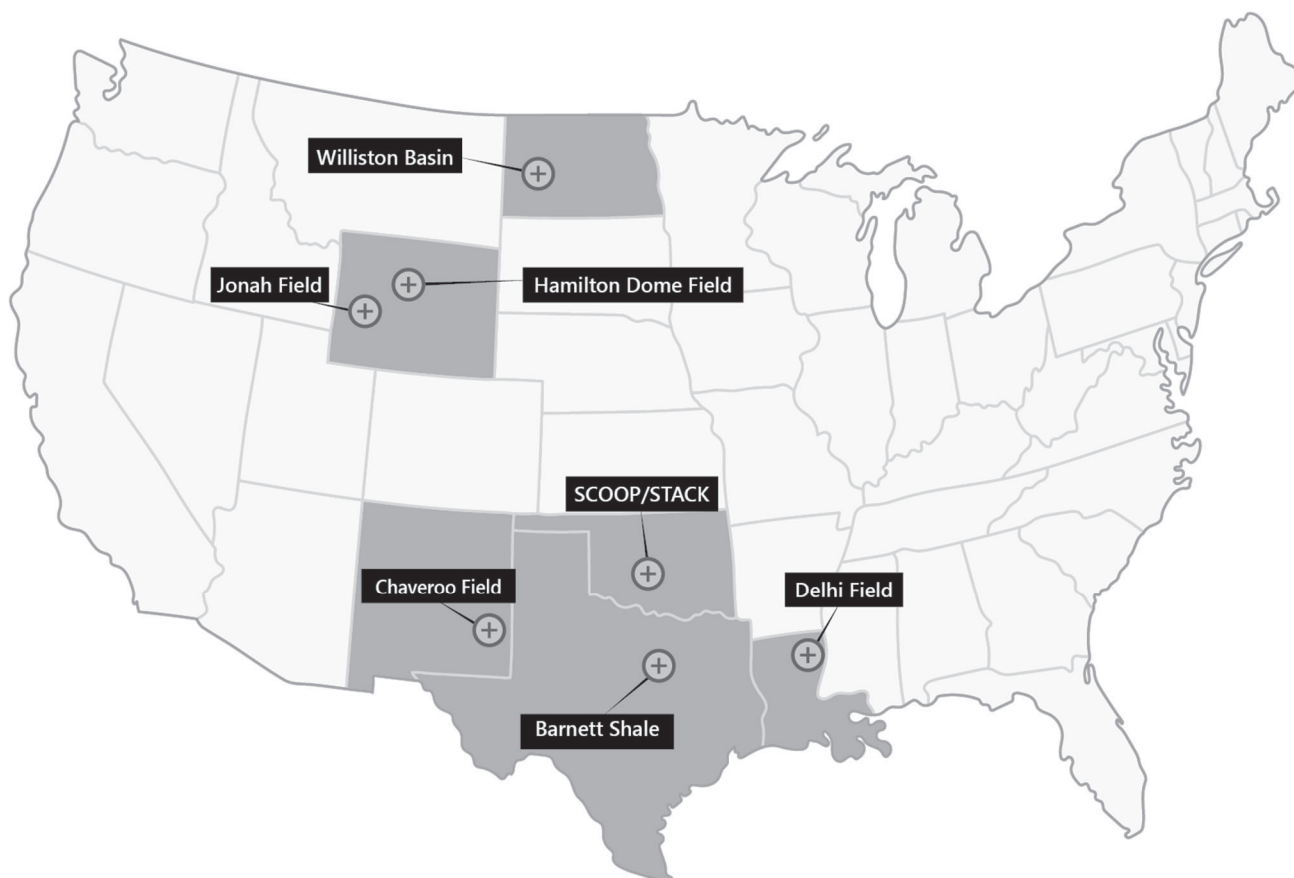 Williston Basin
Jonah Field
Hamilton Dome Field
SCOOP/STACK
Chaveroo Field
Delhi Field
Barnett Shale